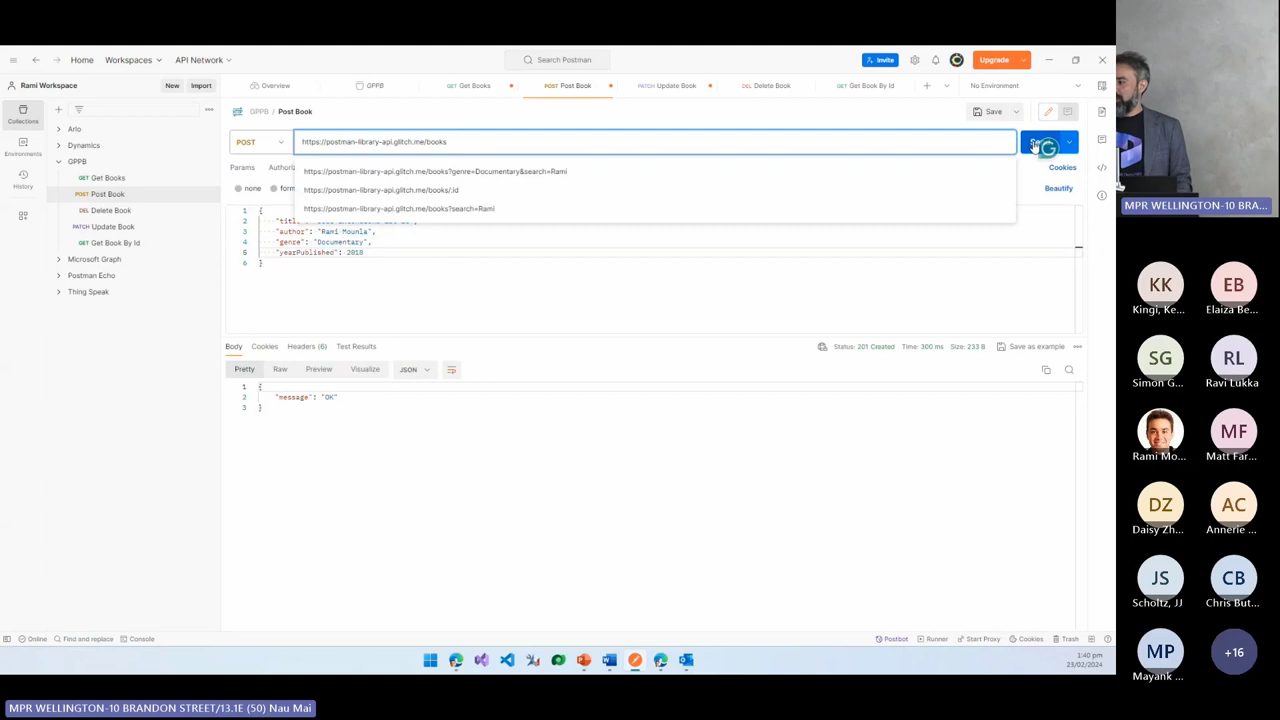 Home
Workspaces
API Network
Search Postman
Invite
Upgrade
Rami Workspace
New
Import
Overview
GPPB
GET Get Books
POST Post Book
PATCH Update Book
DEL Delete Book
GET Get Book By Id
No Environment
Collections
Environments
History
Arlo
Dynamics
GPPB
GET Get Books
POST Post Book
DEL Delete Book
PATCH Update Book
GET Get Book By Id
Microsoft Graph
Postman Echo
Thing Speak
GPPB / Post Book
Save
POST
https://postman-library-api.glitch.me/books
Params
Cookies
https://postman-library-api.glitch.me/books?genre=Documentary&search=Rami
https://postman-library-api.glitch.me/books/:id
https://postman-library-api.glitch.me/books?search=Rami
none
Beautify
1 {
2
3 "author": "Rami Mounla",
4 "genre": "Documentary",
5 "yearPublished": 2018
6 }
Body
Cookies
Headers (6)
Test Results
Status: 201 Created
Time: 300 ms
Size: 233 B
Save as example
Pretty
Raw
Preview
Visualize
JSON
1 {
2 "message": "OK"
3 }
Online
Find and replace
Console
Postbot
Runner
Start Proxy
Cookies
Trash
1:40 pm
23/02/2024
MPR WELLINGTON-10 BRA...
KK
Kingi, Ke...
EB
Elaiza Be...
SG
Simon G...
RL
Ravi Lukka
Rami Mo...
MF
Matt Far...
DZ
Daisy Zh...
AC
Annerie ...
JS
Scholtz, JJ
CB
Chris But...
MP
Mayank ...
+16
MPR WELLINGTON-10 BRANDON STREET/13.1E (50) Nau Mai